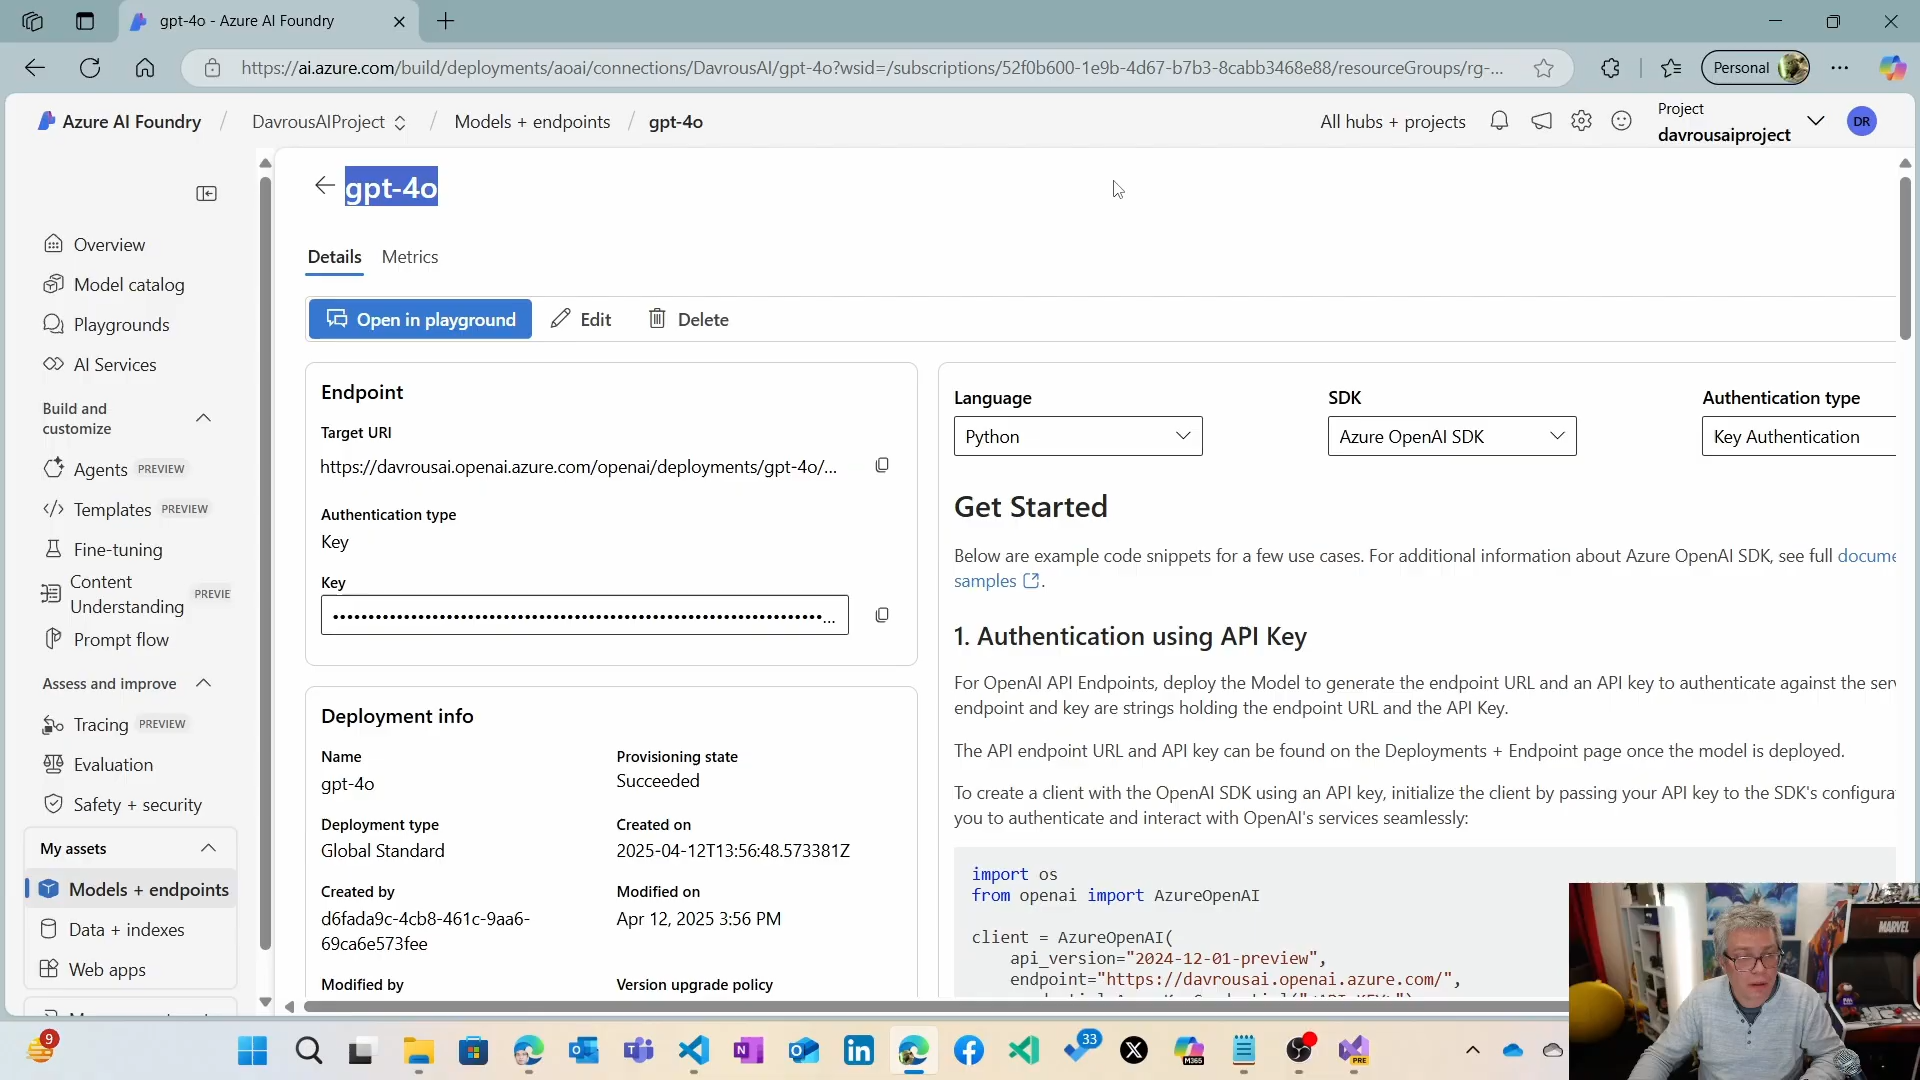 gpt-4o - Azure AI Foundry
https://ai.azure.com/build/deployments/aoai/connections/DavrousAI/gpt-4o?wsid=/subscriptions/52f0b600-1e9b-4d67-b7b3-8cabb3468e88/resourceGroups/rg-...
Personal
Azure AI Foundry / DavrousAIProject / Models + endpoints / gpt-4o
All hubs + projects
Project
davrousaiproject
DR
gpt-4o
Overview
Model catalog
Playgrounds
AI Services
Build and
customize
Agents PREVIEW
Templates PREVIEW
Fine-tuning
Content
Understanding PREVIE
Prompt flow
Assess and improve
Tracing PREVIEW
Evaluation
Safety + security
My assets
Models + endpoints
Data + indexes
Web apps
Details Metrics
Open in playground Edit Delete
Endpoint
Target URI
https://davrousai.openai.azure.com/openai/deployments/gpt-4o/...
Authentication type
Key
Key
Deployment info
Name
gpt-4o
Provisioning state
Succeeded
Deployment type
Global Standard
Created on
2025-04-12T13:56:48.573381Z
Created by
d6fada9c-4cb8-461c-9aa6-
69ca6e573fee
Modified on
Apr 12, 2025 3:56 PM
Modified by
Version upgrade policy
Language
Python
SDK
Azure OpenAI SDK
Authentication type
Key Authentication
Get Started
Below are example code snippets for a few use cases. For additional information about Azure OpenAI SDK, see full docume
samples.
1. Authentication using API Key
For OpenAI API Endpoints, deploy the Model to generate the endpoint URL and an API key to authenticate against the ser
endpoint and key are strings holding the endpoint URL and the API Key.
The API endpoint URL and API key can be found on the Deployments + Endpoint page once the model is deployed.
To create a client with the OpenAI SDK using an API key, initialize the client by passing your API key to the SDK's configura
you to authenticate and interact with OpenAI's services seamlessly:
import os
from openai import AzureOpenAI
client = AzureOpenAI(
api_version="2024-12-01-preview",
endpoint="https://davrousai.openai.azure.com/",
MARVEL
9
33
M365
PRE